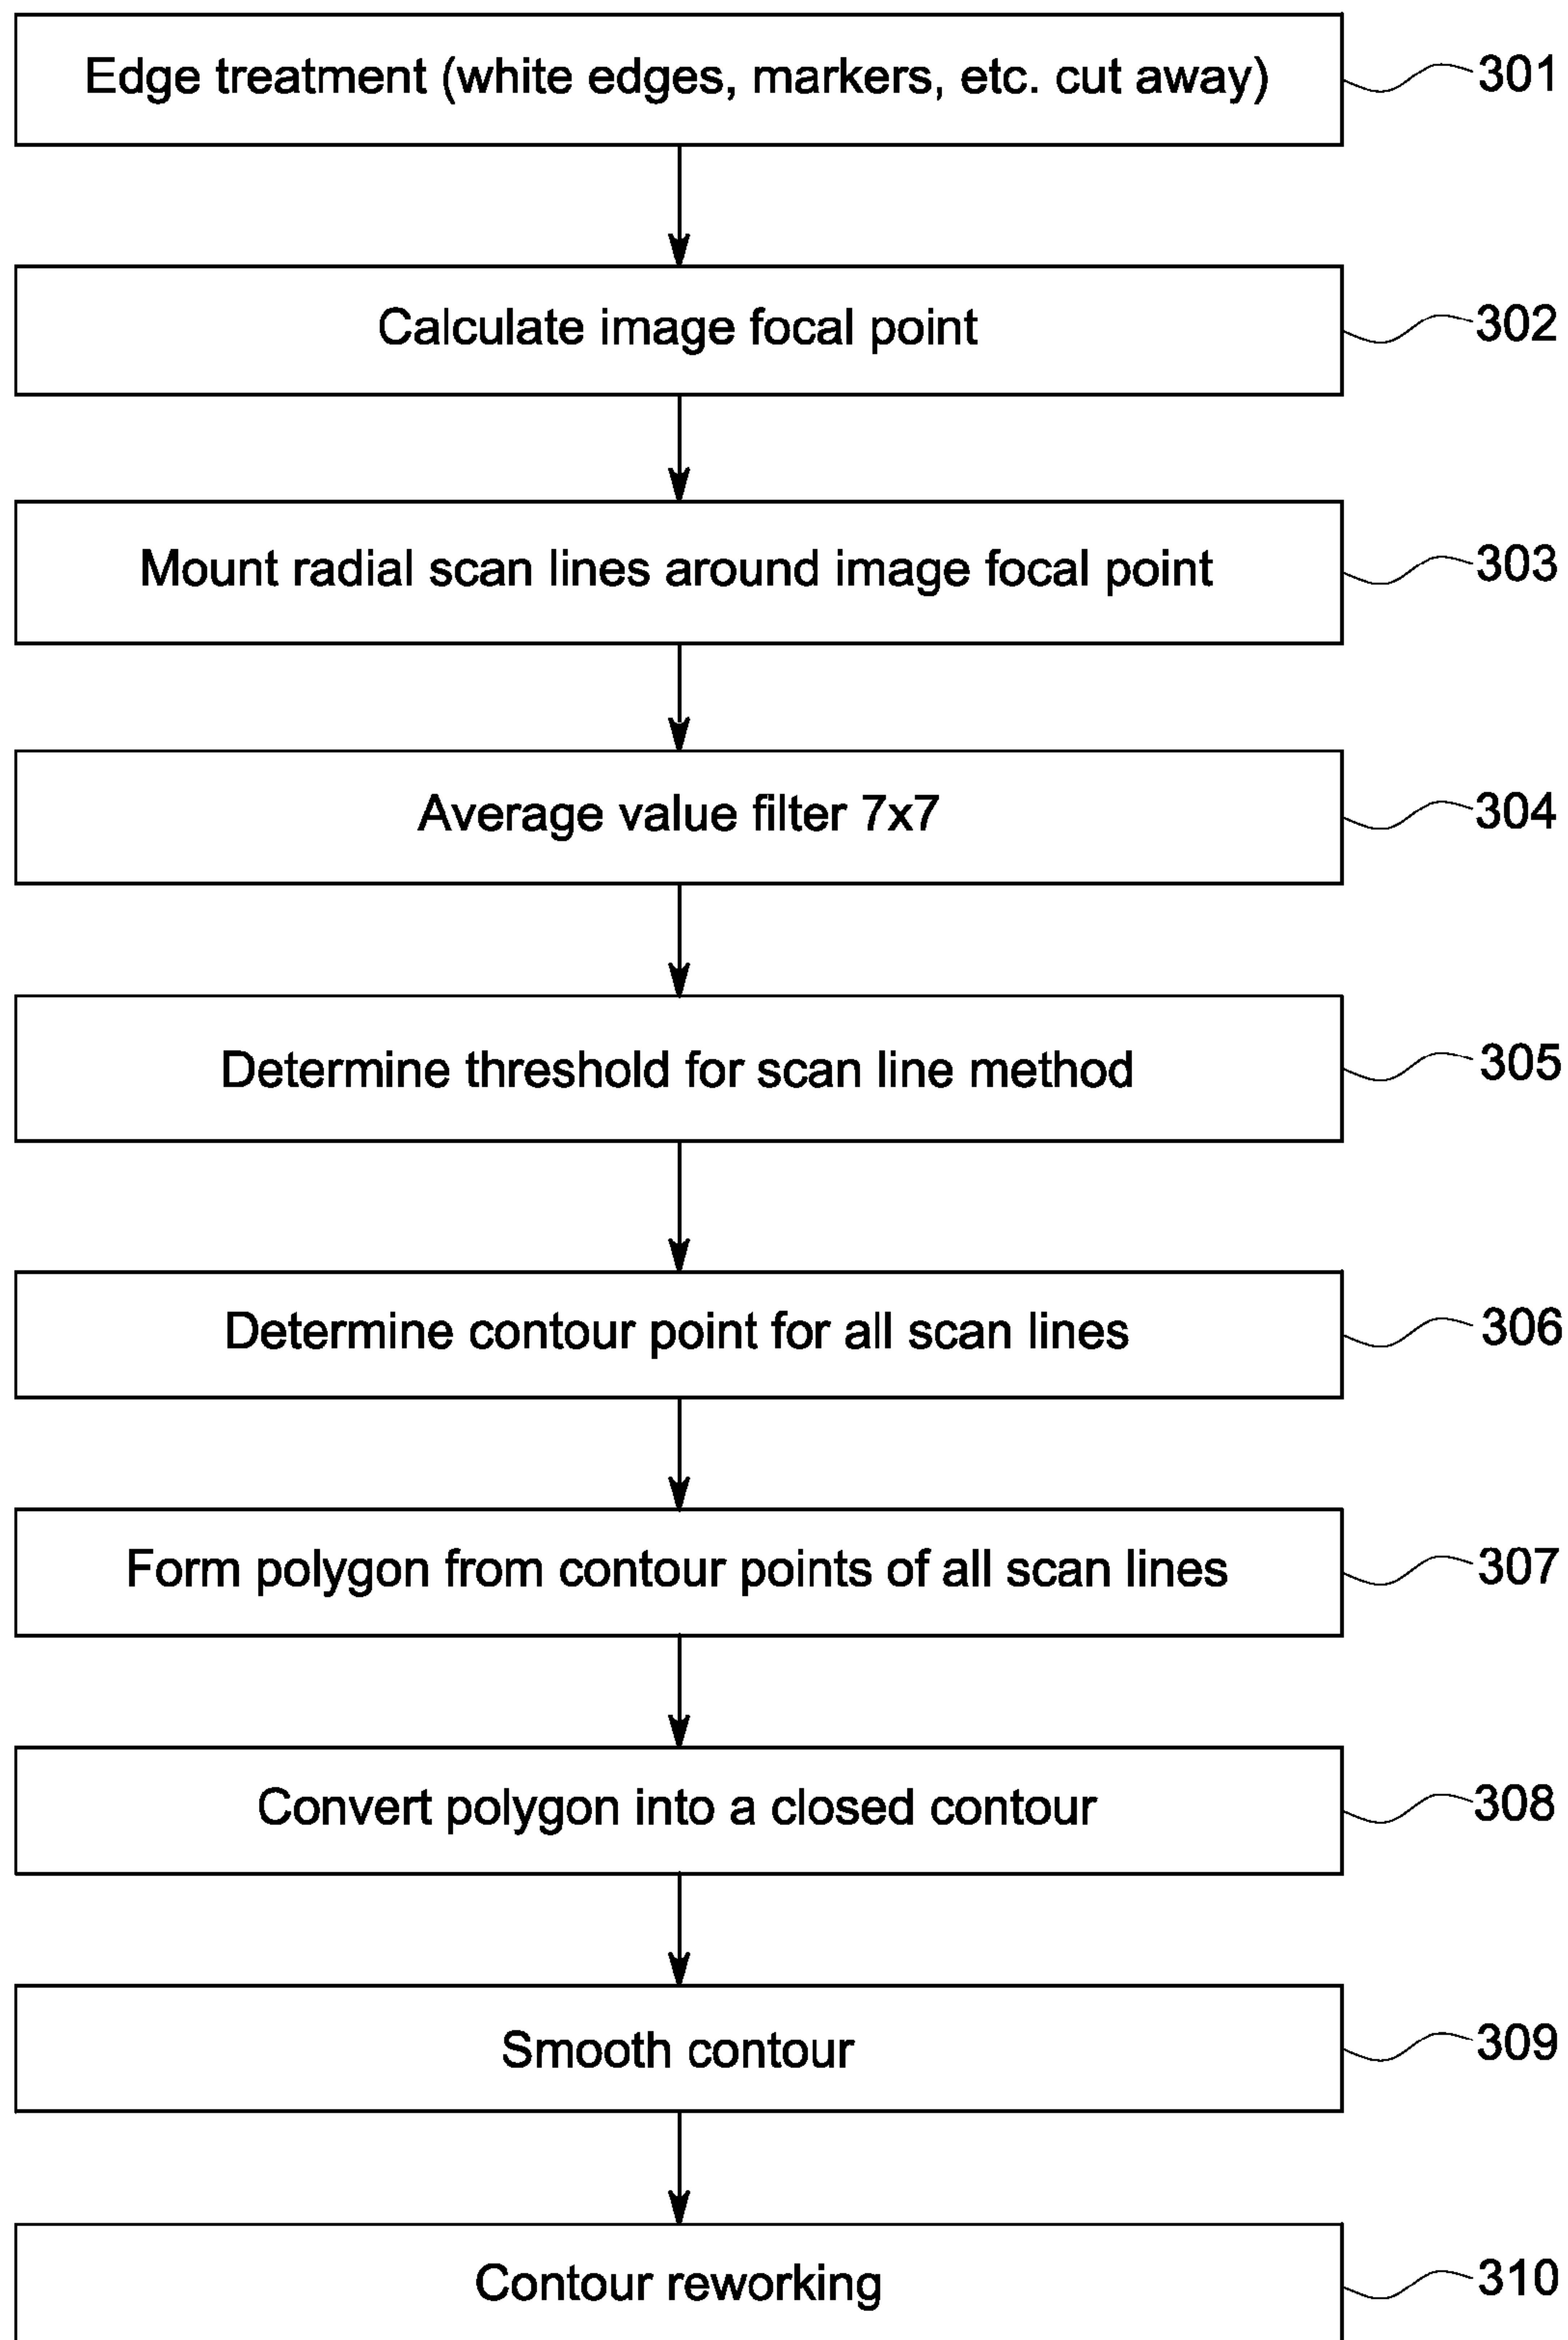 Edge treatment (white edges, markers, etc. cut away)
301
Calculate image focal point
302
Mount radial scan lines around image focal point
303
Average value filter 7x7
304
Determine threshold for scan line method
305
Determine contour point for all scan lines
306
Form polygon from contour points of all scan lines
307
Convert polygon into a closed contour
308
Smooth contour
309
Contour reworking
310